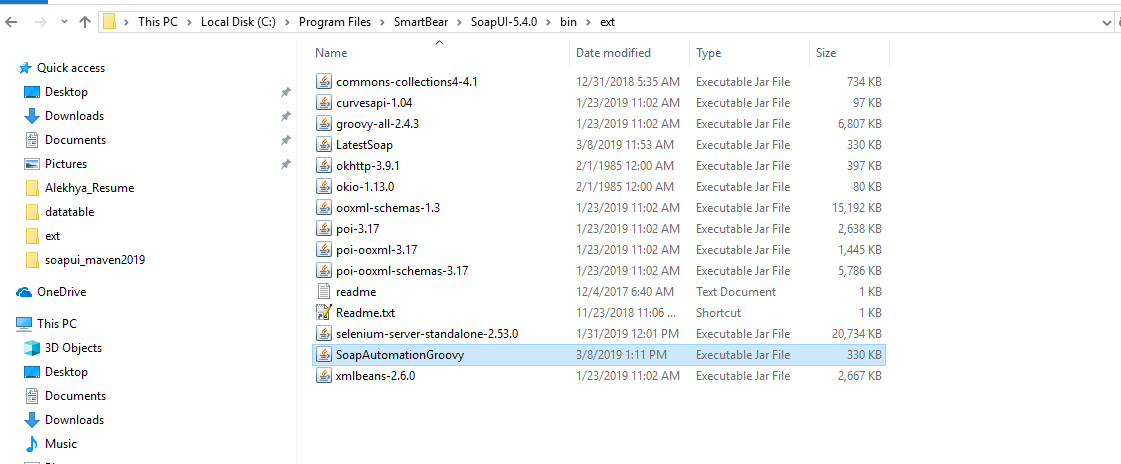 This PC > Local Disk (C:) > Program Files > SmartBear > SoapUI-5.4.0 > bin > ext
Name Date modified Type Size
Quick access
Desktop
Downloads
Documents
Pictures
Alekhya_Resume
datatable
ext
soapui_maven2019
OneDrive
This PC
3D Objects
Desktop
Documents
Downloads
Music
commons-collections4-4.1 12/31/2018 5:35 AM Executable Jar File 734 KB
curvesapi-1.04 1/23/2019 11:02 AM Executable Jar File 97 KB
groovy-all-2.4.3 1/23/2019 11:02 AM Executable Jar File 6,807 KB
LatestSoap 3/8/2019 11:53 AM Executable Jar File 330 KB
okhttp-3.9.1 2/1/1985 12:00 AM Executable Jar File 397 KB
okio-1.13.0 2/1/1985 12:00 AM Executable Jar File 80 KB
ooxml-schemas-1.3 1/23/2019 11:02 AM Executable Jar File 15,192 KB
poi-3.17 1/23/2019 11:02 AM Executable Jar File 2,638 KB
poi-ooxml-3.17 1/23/2019 11:02 AM Executable Jar File 1,445 KB
poi-ooxml-schemas-3.17 1/23/2019 11:02 AM Executable Jar File 5,786 KB
readme 12/4/2017 6:40 AM Text Document 1 KB
Readme.txt 11/23/2018 11:06 ... Shortcut 1 KB
selenium-server-standalone-2.53.0 1/31/2019 12:01 PM Executable Jar File 20,734 KB
SoapAutomationGroovy 3/8/2019 1:11 PM Executable Jar File 330 KB
xmlbeans-2.6.0 1/23/2019 11:02 AM Executable Jar File 2,667 KB